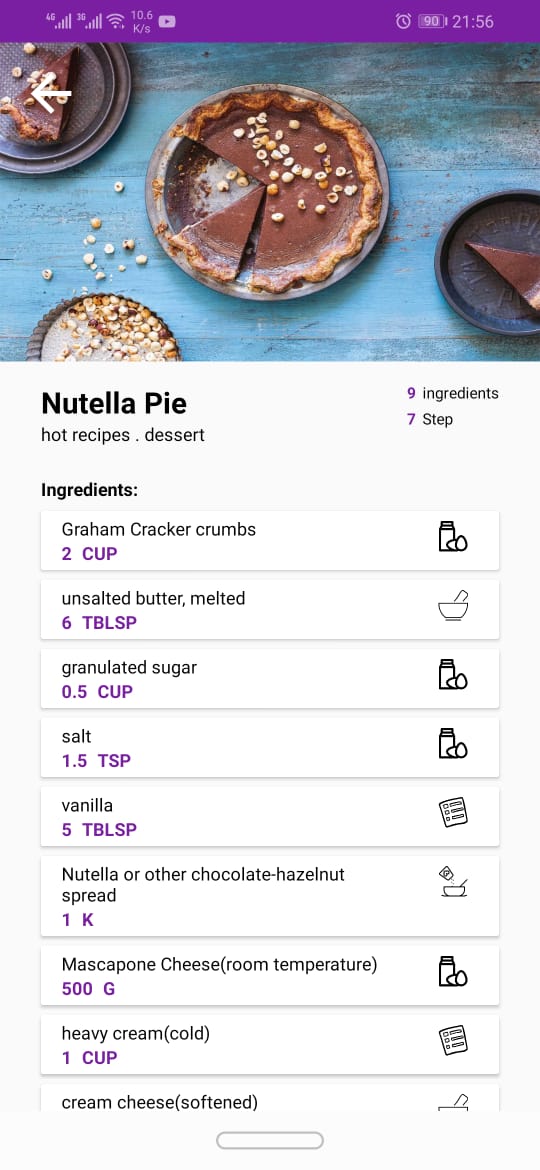 4G 3G 10.6 K/s 90 21:56
Nutella Pie
hot recipes . dessert
9 ingredients
7 Step
Ingredients:
Graham Cracker crumbs
2 CUP
unsalted butter, melted
6 TBLSP
granulated sugar
0.5 CUP
salt
1.5 TSP
vanilla
5 TBLSP
Nutella or other chocolate-hazelnut
spread
1 K
Mascapone Cheese(room temperature)
500 G
heavy cream(cold)
1 CUP
cream cheese(softened)